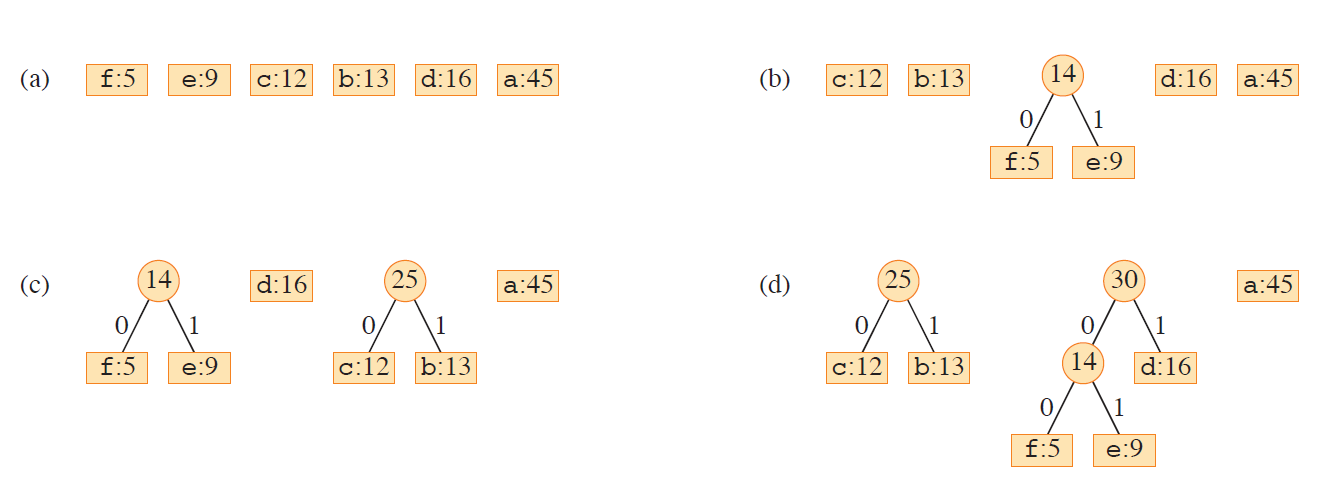 (a) f:5 e:9 c:12 b:13 d:16 a:45
(b) c:12 b:13 14 d:16 a:45
0 1
f:5 e:9
(c) 14 d:16 25 a:45
0 1 0 1
f:5 e:9 c:12 b:13
(d) 25 30 a:45
0 1 0 1
c:12 b:13 14 d:16
0 1
f:5 e:9